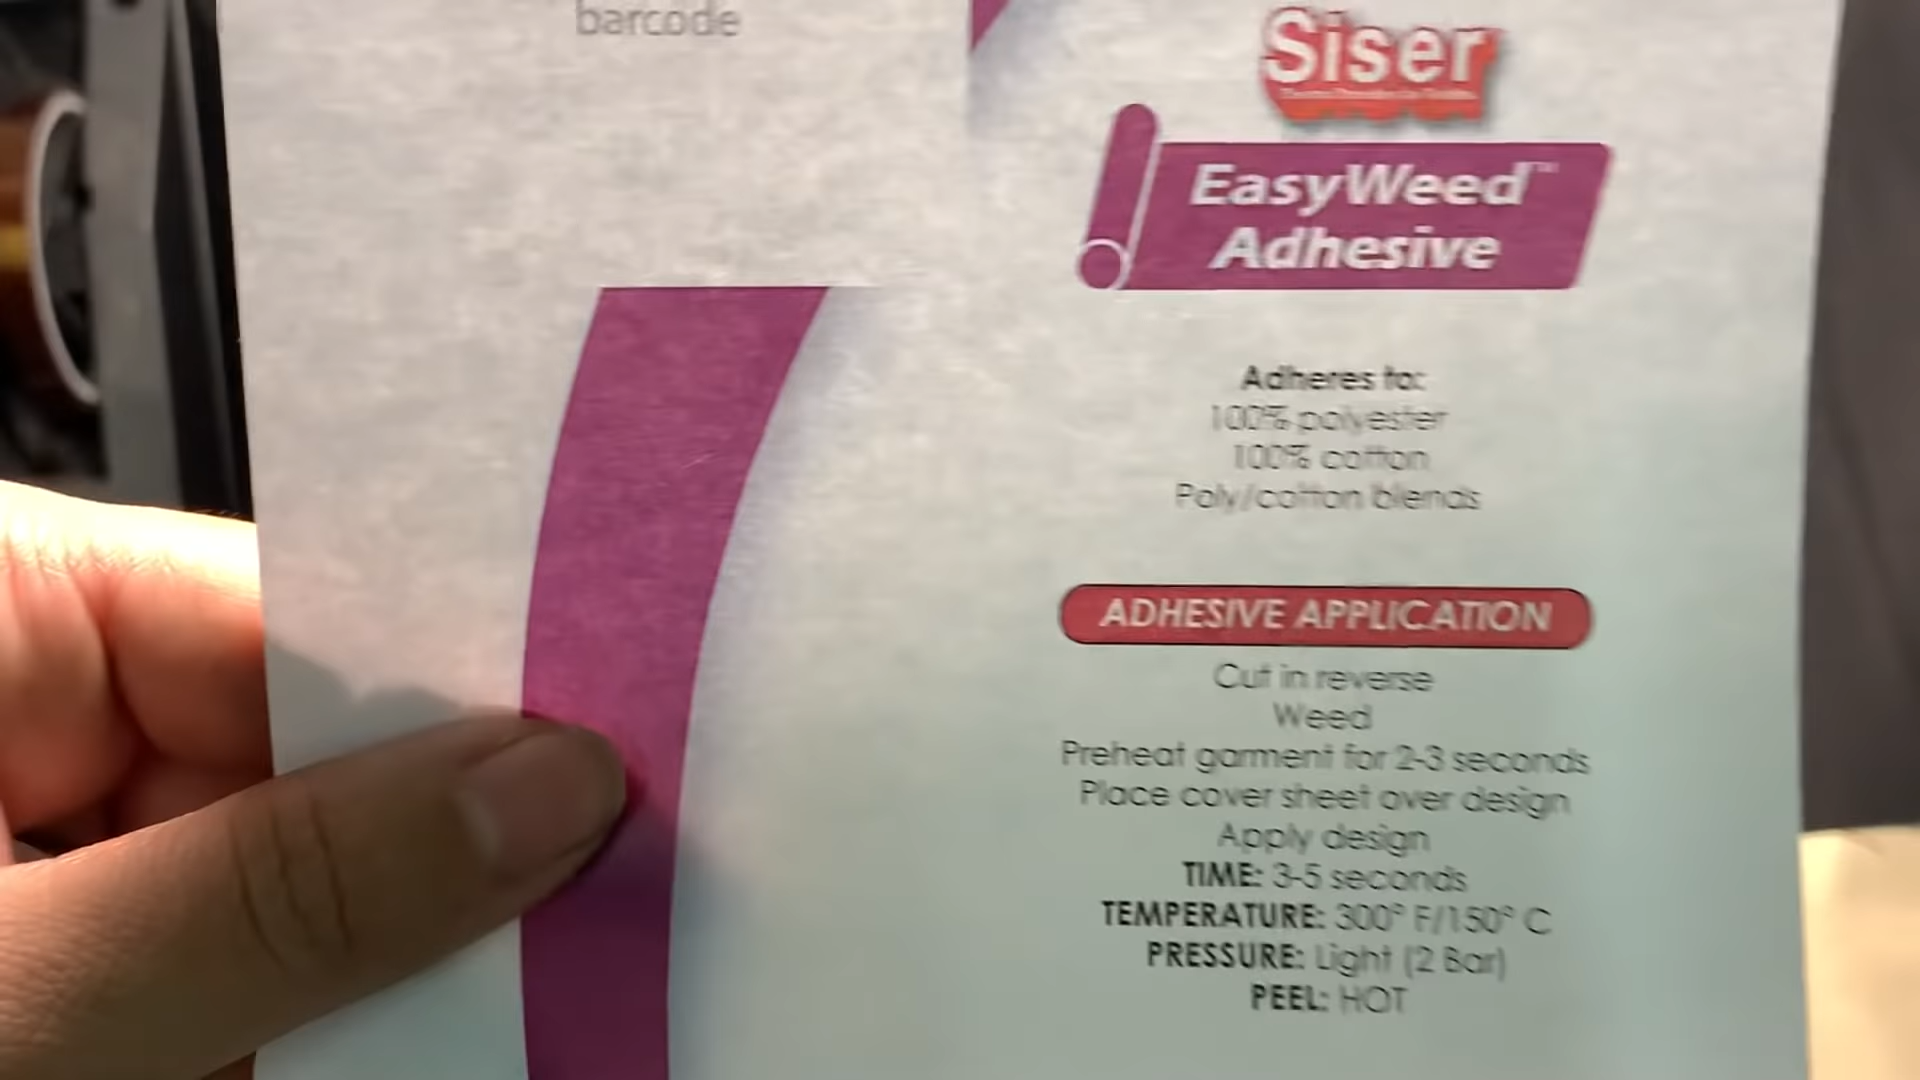 barcode
Siser
EasyWeed™
Adhesive
Adheres to:
100% polyester
100% cotton
Poly/cotton blends
ADHESIVE APPLICATION
Cut in reverse
Weed
Preheat garment for 2-3 seconds
Place cover sheet over design
Apply design
TIME: 3-5 seconds
TEMPERATURE: 300° F/150° C
PRESSURE: Light (2 Bar)
PEEL: HOT